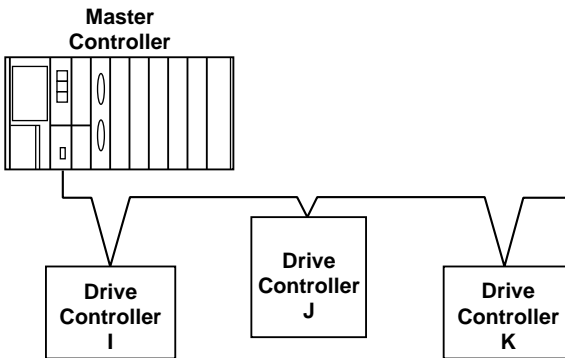 Master
Controller
Drive
Controller
I
Drive
Controller
J
Drive
Controller
K